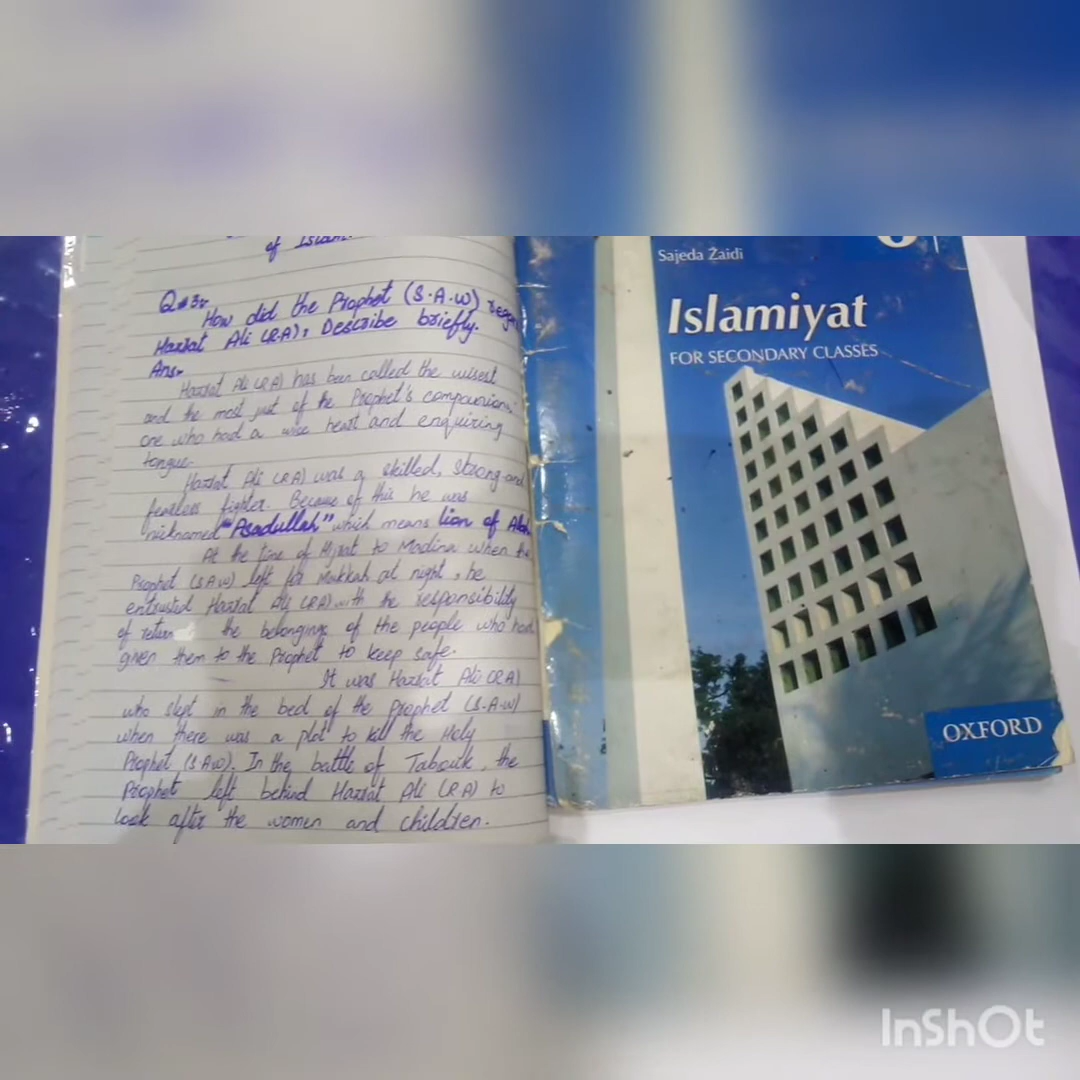 of Islam.
Q#3:-
How did the Prophet (S.A.W) regar
Hazrat Ali (R.A)? Describe briefly.
Ans:-
Hazrat Ali (R.A) has been called the wisest
and the most just of the Prophet's companions.
one who had a wise heart and enquiring
tongue.
Hazrat Ali (R.A) was a skilled, strong and
fearless fighter. Because of this he was
nicknamed "Asadullah" which means lion of Allah
At the time of Hijrat to Madina when the
Prophet (S.A.W) left for Makkah at night, he
entrusted Hazrat Ali (R.A) with the responsibility
of return the belongings of the people who had
given them to the Prophet to keep safe.
It was Hazrat Ali (R.A)
who slept in the bed of the prophet (S.A.W)
when there was a plot to kill the Holy
Prophet (S.A.W). In the battle of Tabouk, the
Prophet left behind Hazrat Ali (R.A) to
look after the women and children.
Sajeda Zaidi
Islamiyat
FOR SECONDARY CLASSES
OXFORD
InShOt